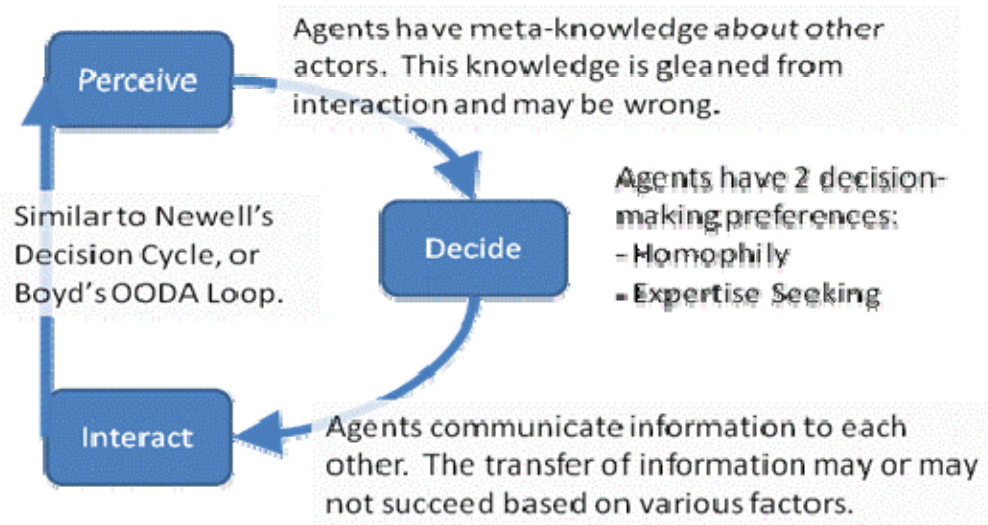 Perceive
Agents have meta-knowledge about other
actors. This knowledge is gleaned from
interaction and may be wrong.
Decide
Agents have 2 decision-
making preferences:
- Homophily
- Expertise Seeking
Similar to Newell's
Decision Cycle, or
Boyd's OODA Loop.
Interact
Agents communicate information to each
other. The transfer of information may or may
not succeed based on various factors.